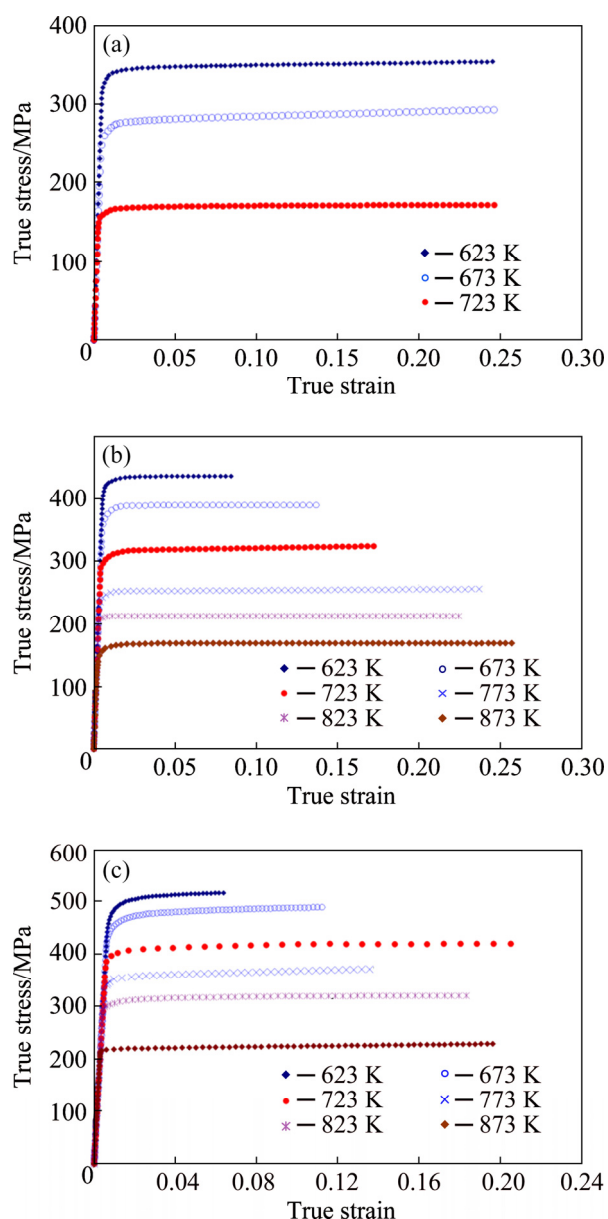 400
(a)
300
200
100
0
True stress/MPa
— 623 K
— 673 K
— 723 K
0.05 0.10 0.15 0.20 0.25 0.30
True strain
(b)
400
300
200
100
0
True stress/MPa
— 623 K — 673 K
— 723 K — 773 K
— 823 K — 873 K
0.05 0.10 0.15 0.20 0.25 0.30
True strain
600
(c)
500
400
300
200
100
0
True stress/MPa
— 623 K — 673 K
— 723 K — 773 K
— 823 K — 873 K
0.04 0.08 0.12 0.16 0.20 0.24
True strain